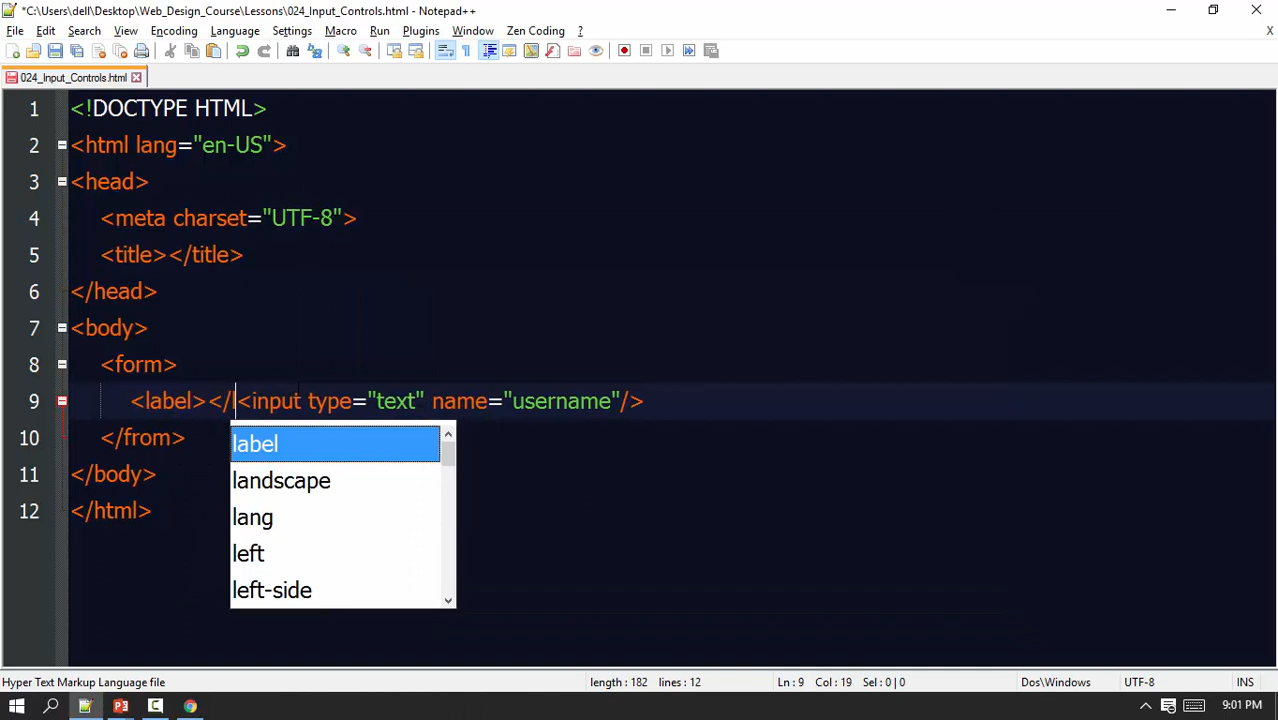 *C:\Users\dell\Desktop\Web_Design_Course\Lessons\024_Input_Controls.html - Notepad++
File Edit Search View Encoding Language Settings Macro Run Plugins Window Zen Coding ? X
024_Input_Controls.html
1 <!DOCTYPE HTML>
2 <html lang="en-US">
3 <head>
4 <meta charset="UTF-8">
5 <title></title>
6 </head>
7 <body>
8 <form>
9 <label></l<input type="text" name="username"/>
10 </from>
label
11 </body>
landscape
12 </html>
lang
left
left-side
Hyper Text Markup Language file length : 182 lines : 12 Ln : 9 Col : 19 Sel : 0 | 0 Dos\Windows UTF-8 INS
9:01 PM